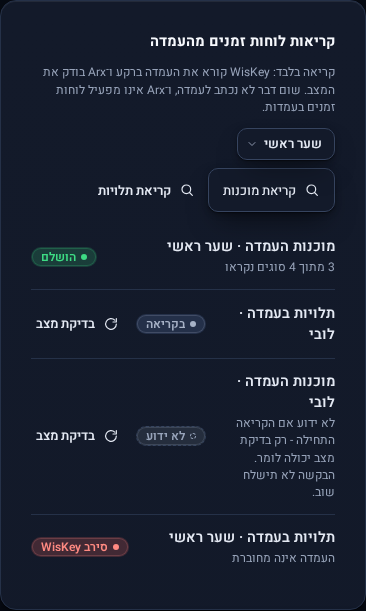 קריאות לוחות זמנים מהעמדה
קריאה בלבד: WisKey קורא את העמדה ברקע ו־Arx בודק את
המצב. שום דבר לא נכתב לעמדה, ו־Arx אינו מפעיל לוחות
זמנים בעמדות.
שער ראשי
קריאת מוכנות
קריאת תלויות
מוכנות העמדה · שער ראשי
הושלם
3 מתוך 4 סוגים נקראו
תלויות בעמדה ·
לובי
בקריאה
בדיקת מצב
מוכנות העמדה ·
לובי
לא ידוע אם הקריאה
התחילה - רק בדיקת
מצב יכולה לומר.
הבקשה לא תישלח
שוב.
לא ידוע
בדיקת מצב
תלויות בעמדה · שער ראשי
העמדה אינה מחוברת
WisKey סירב